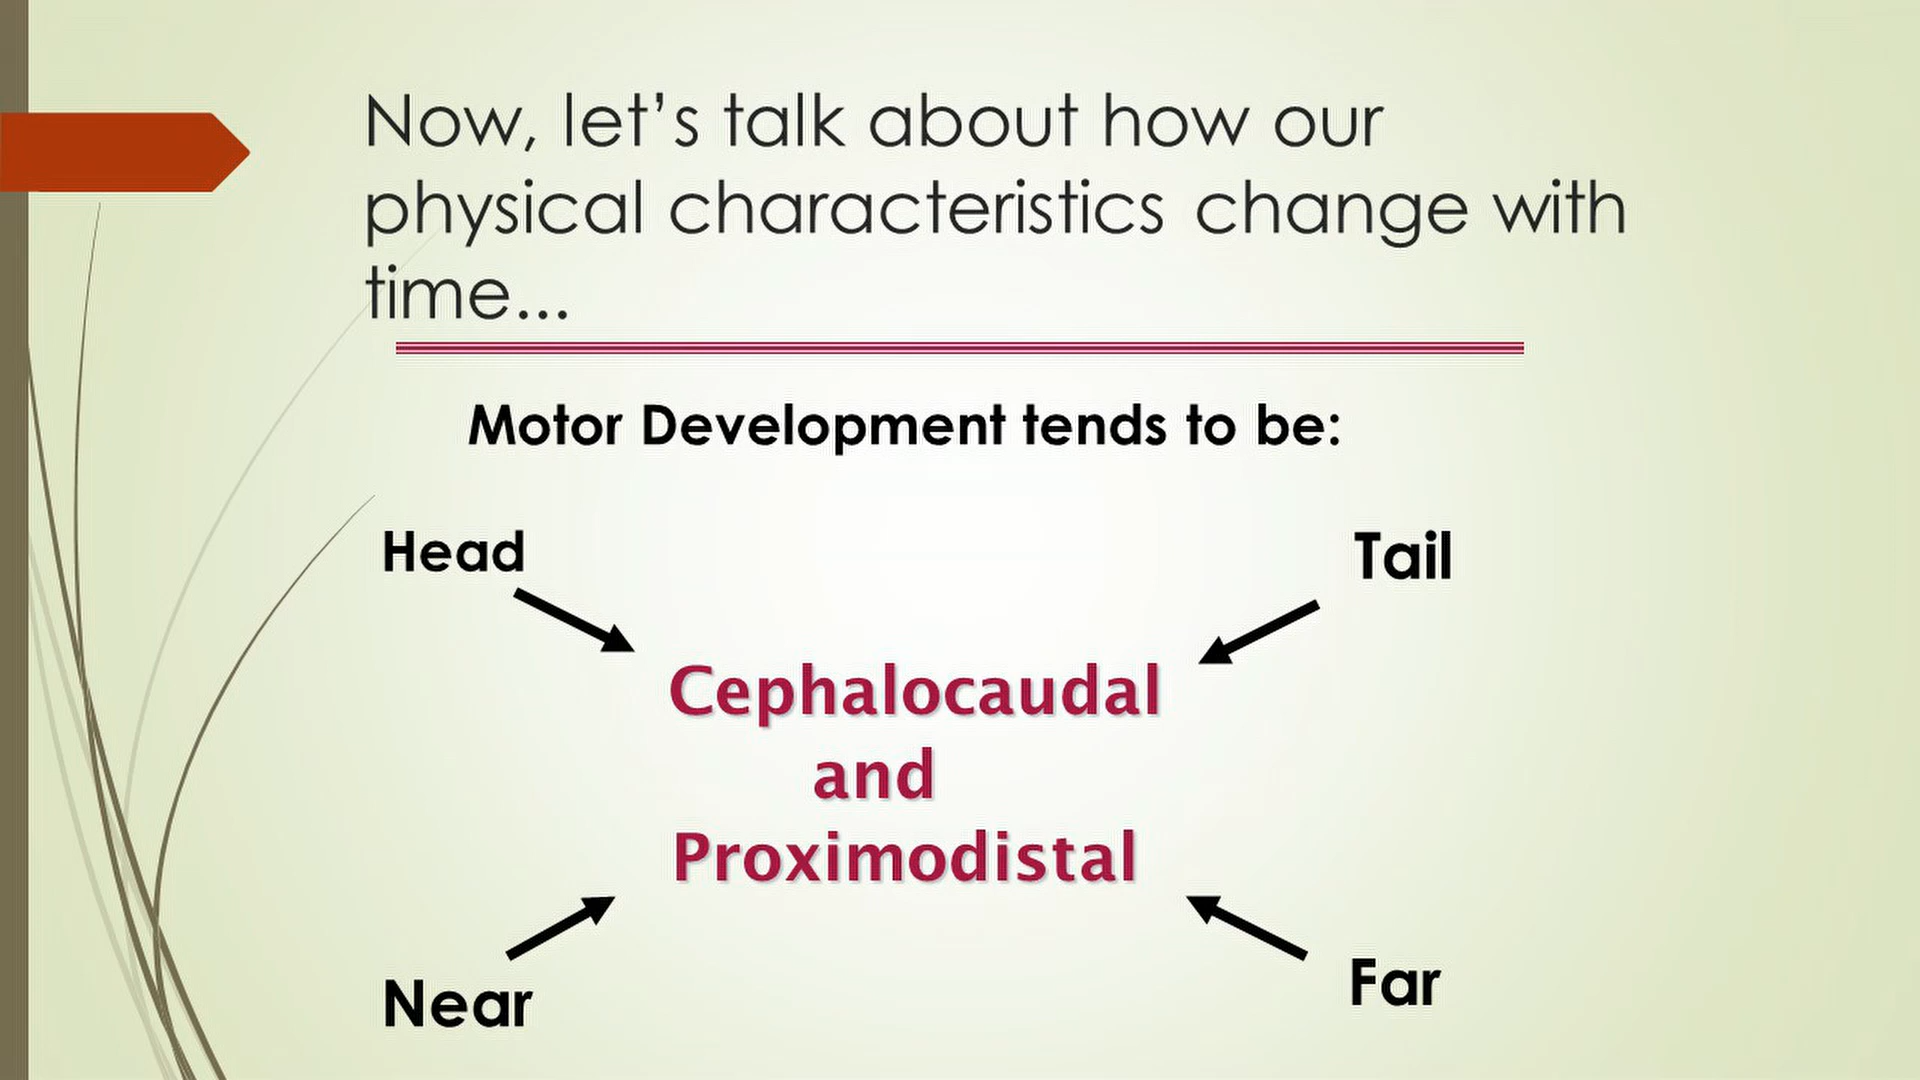 Now, let’s talk about how our
physical characteristics change with
time...
Motor Development tends to be:
Head
Tail
Cephalocaudal
and
Proximodistal
Near
Far